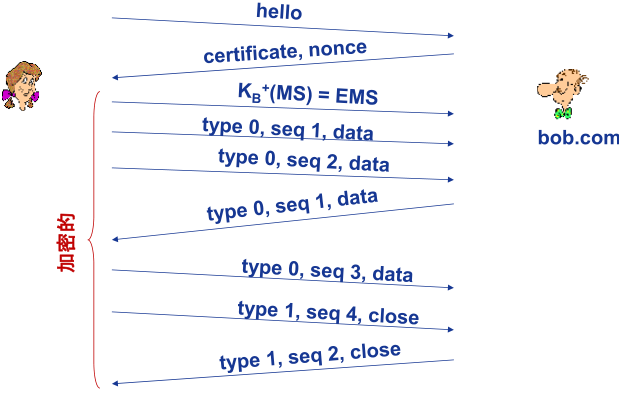 hello
certificate, nonce
KB+(MS) = EMS
type 0, seq 1, data
bob.com
type 0, seq 2, data
type 0, seq 1, data
加密的
type 0, seq 3, data
type 1, seq 4, close
type 1, seq 2, close